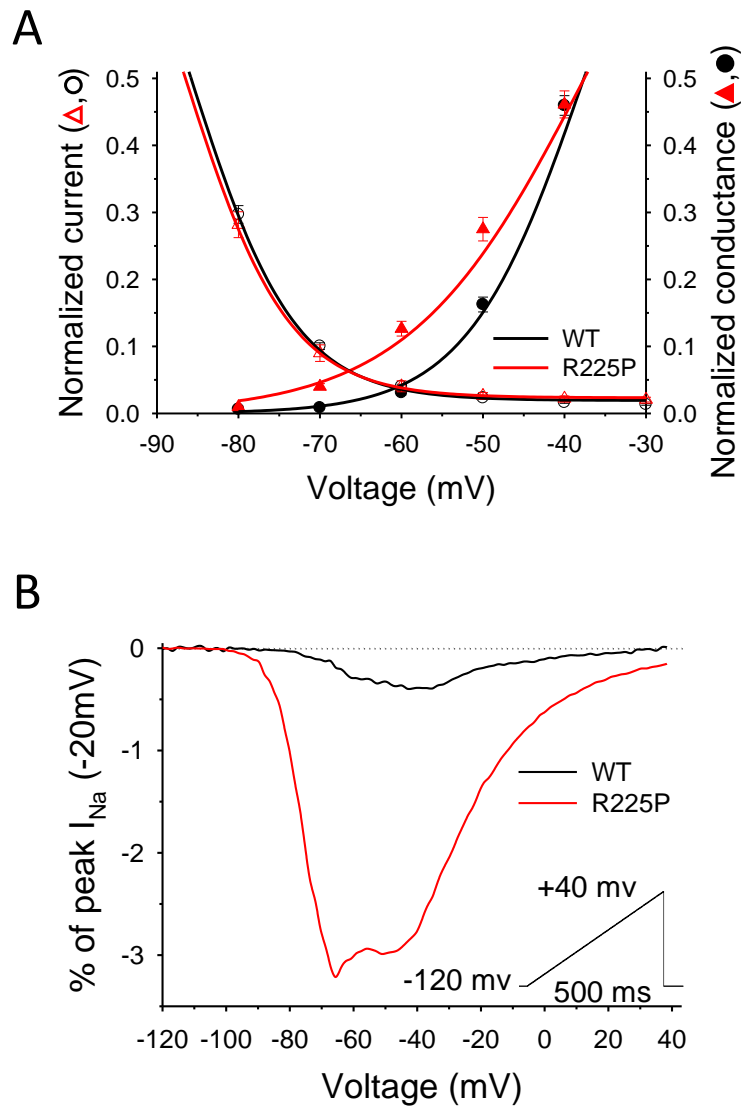 A
Normalized current (△,○)
Normalized conductance (▲,●)
0.5
0.4
0.3
0.2
0.1
0.0
0.5
0.4
0.3
0.2
0.1
0.0
WT
R225P
-90 -80 -70 -60 -50 -40 -30
Voltage (mV)
B
% of peak I_Na (-20mV)
0
-1
-2
-3
WT
R225P
+40 mv
-120 mv
500 ms
-120 -100 -80 -60 -40 -20 0 20 40
Voltage (mV)